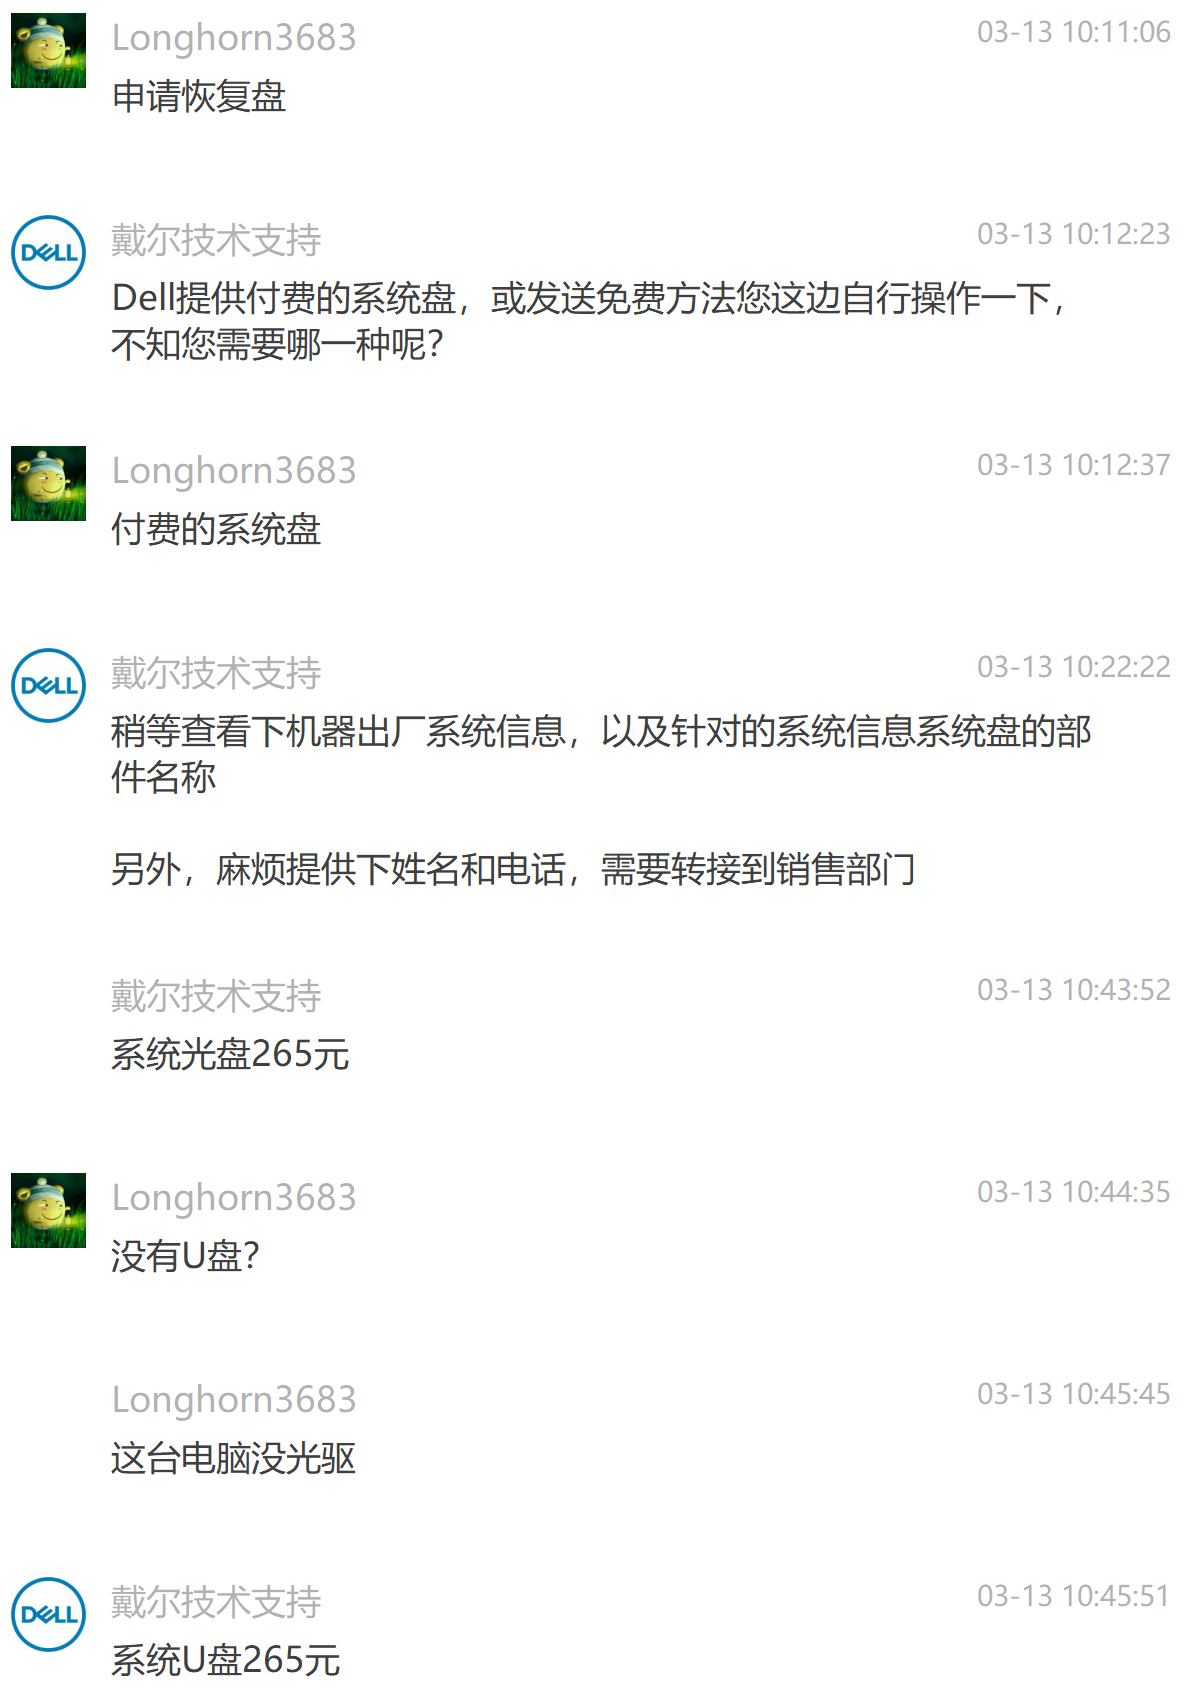 Longhorn3683 03-13 10:11:06
申请恢复盘
DELL
戴尔技术支持 03-13 10:12:23
Dell提供付费的系统盘，或发送免费方法您这边自行操作一下，
不知您需要哪一种呢？
Longhorn3683 03-13 10:12:37
付费的系统盘
DELL
戴尔技术支持 03-13 10:22:22
稍等查看下机器出厂系统信息，以及针对的系统信息系统盘的部
件名称
另外，麻烦提供下姓名和电话，需要转接到销售部门
戴尔技术支持 03-13 10:43:52
系统光盘265元
Longhorn3683 03-13 10:44:35
没有U盘？
Longhorn3683 03-13 10:45:45
这台电脑没光驱
DELL
戴尔技术支持 03-13 10:45:51
系统U盘265元